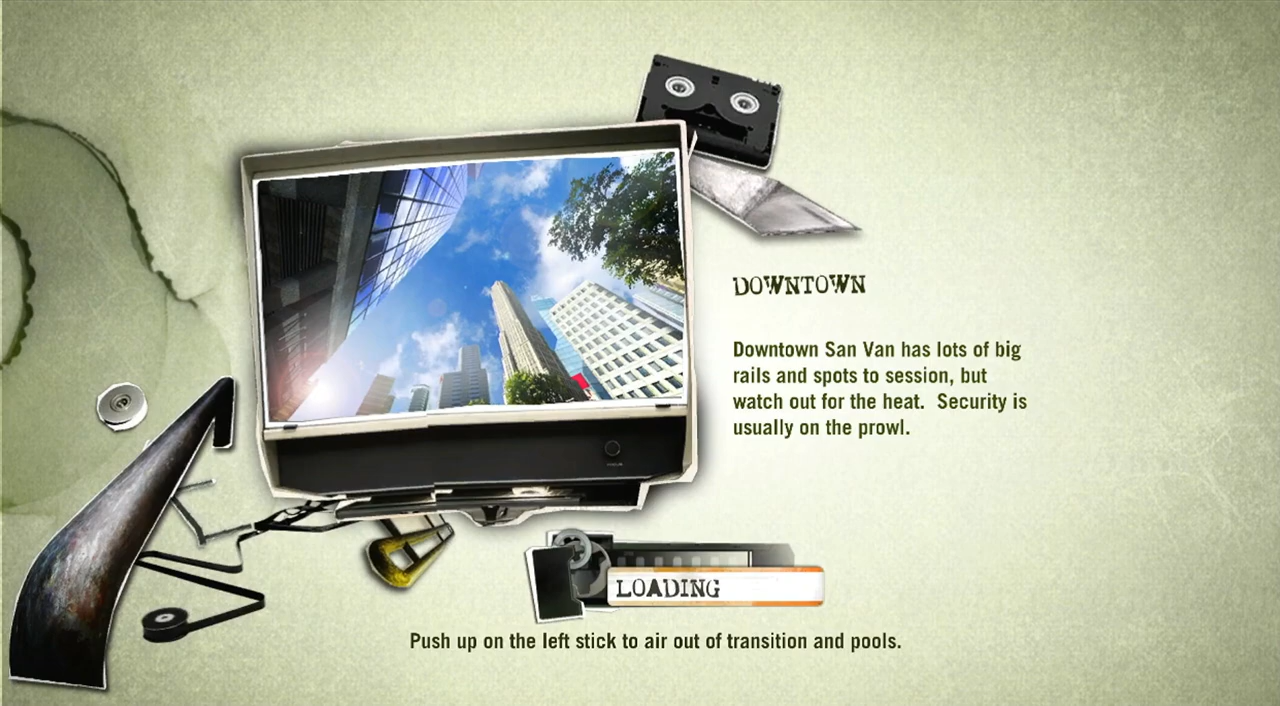 DOWNTOWN
Downtown San Van has lots of big
rails and spots to session, but
watch out for the heat.  Security is
usually on the prowl.
LOADING
Push up on the left stick to air out of transition and pools.